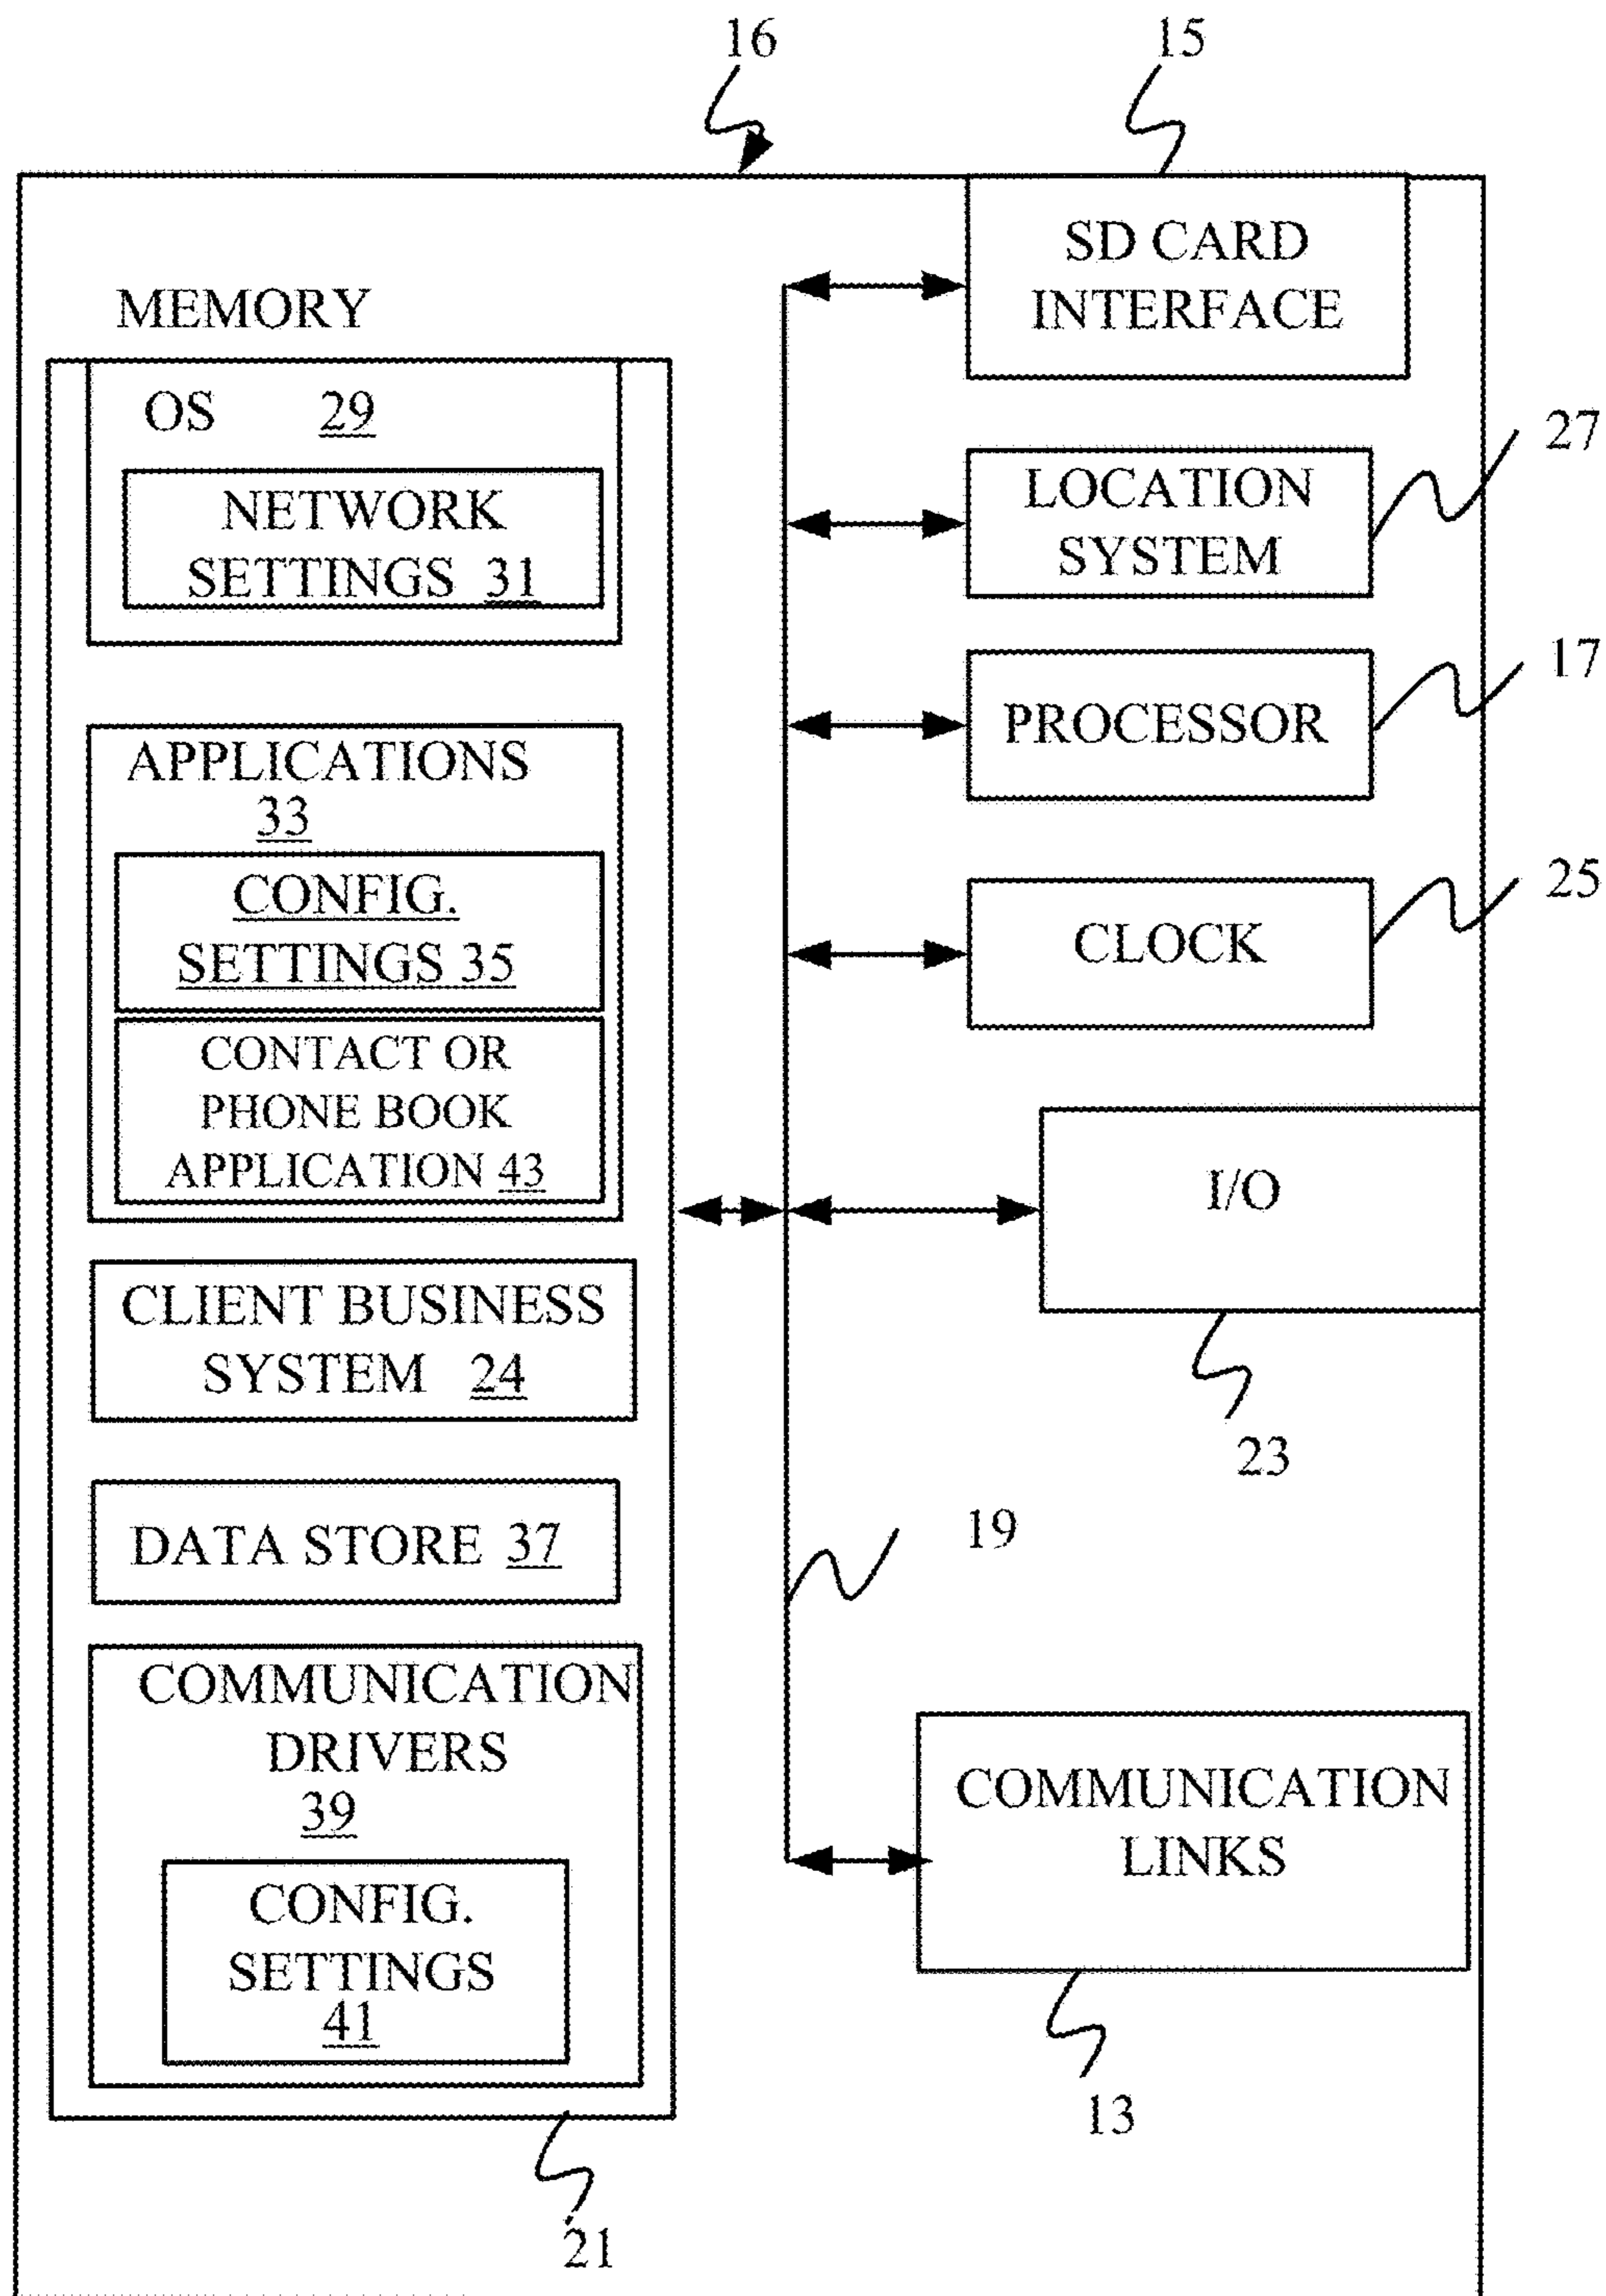 16
15
SD CARD
INTERFACE
MEMORY
OS 29
NETWORK
SETTINGS 31
27
LOCATION
SYSTEM
17
PROCESSOR
APPLICATIONS
33
CONFIG.
SETTINGS 35
25
CLOCK
CONTACT OR
PHONE BOOK
APPLICATION 43
I/O
23
CLIENT BUSINESS
SYSTEM 24
19
DATA STORE 37
COMMUNICATION
DRIVERS
39
CONFIG.
SETTINGS
41
COMMUNICATION
LINKS
13
21